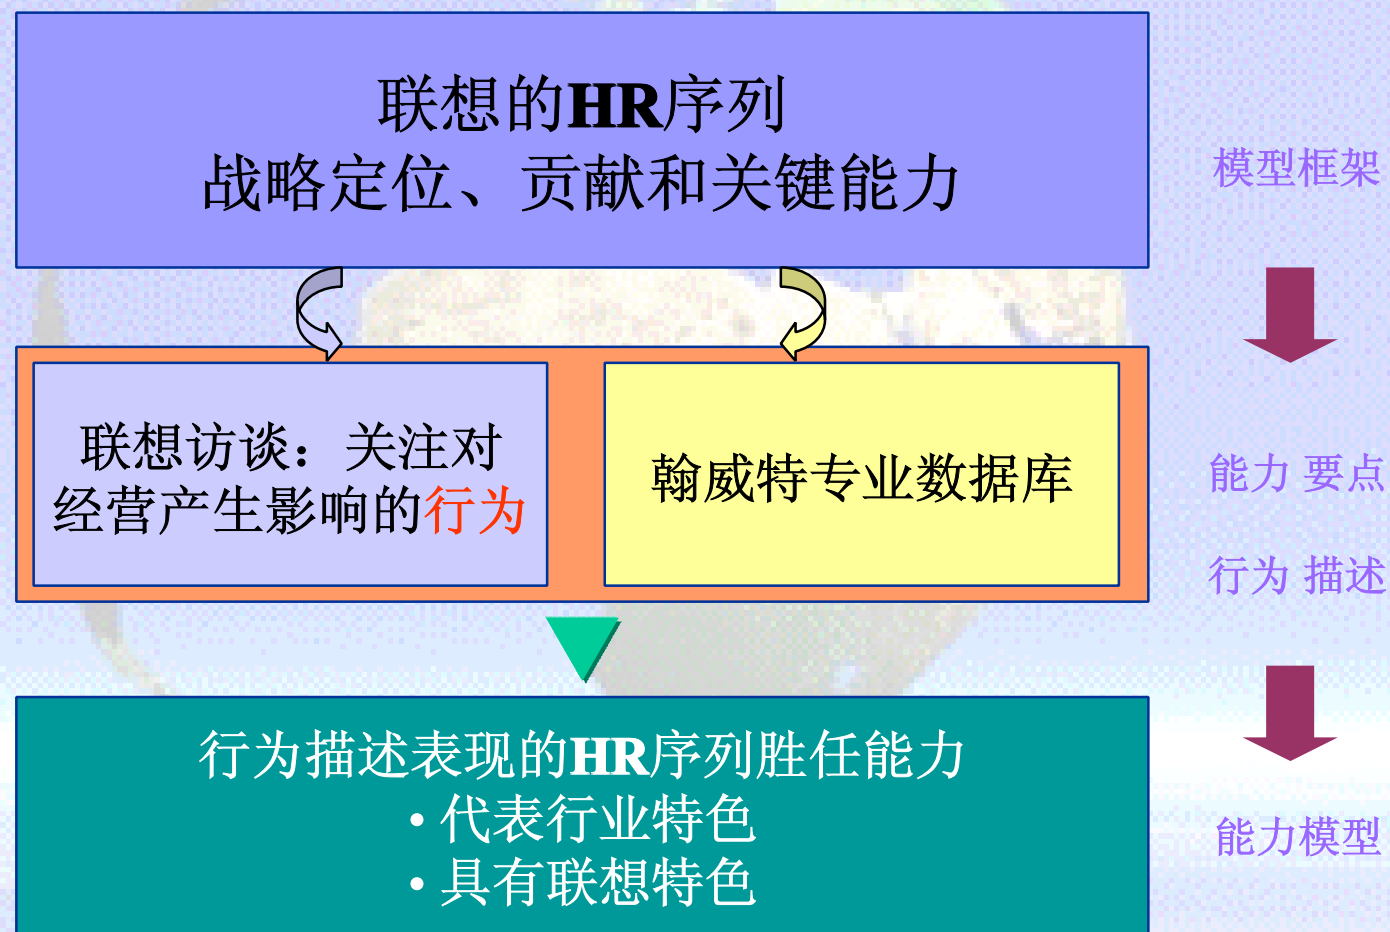 联想的HR序列
战略定位、贡献和关键能力
模型框架
联想访谈：关注对
经营产生影响的行为
翰威特专业数据库
能力 要点
行为 描述
行为描述表现的HR序列胜任能力
• 代表行业特色
• 具有联想特色
能力模型